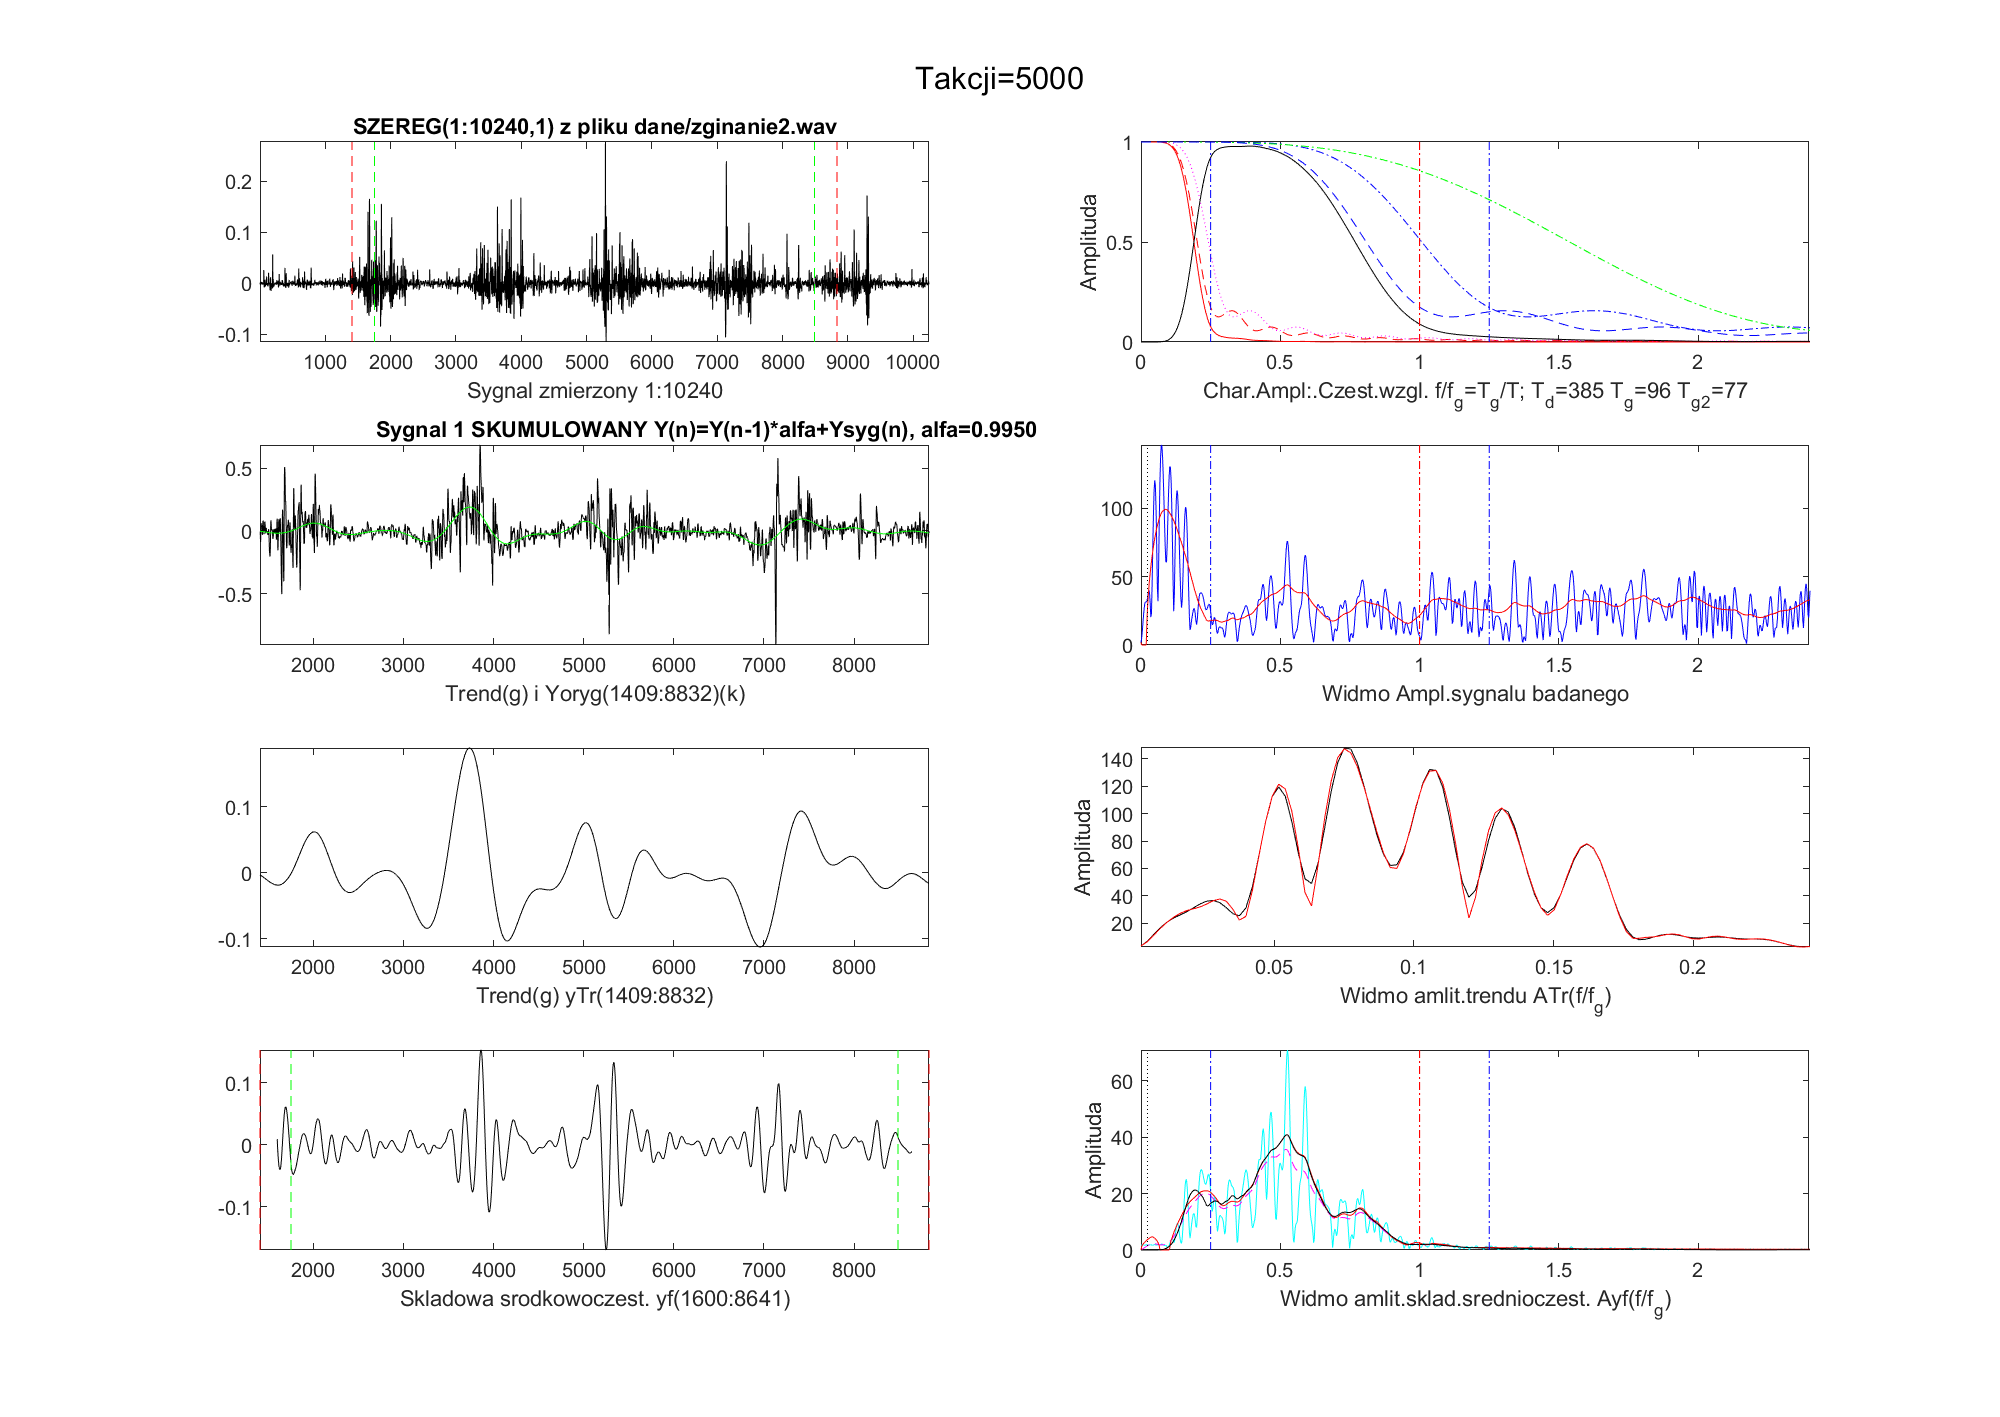 Takcji=5000
SZEREG(1:10240,1) z pliku dane/zginanie2.wav
0.2
0.1
0
-0.1
1000 2000 3000 4000 5000 6000 7000 8000 9000 10000
Sygnal zmierzony 1:10240
Amplituda
1
0.5
0
0 0.5 1 1.5 2
Char.Ampl:.Czest.wzgl. f/fg=Tg/T; Td=385 Tg=96 Tg2=77
Sygnal 1 SKUMULOWANY Y(n)=Y(n-1)*alfa+Ysyg(n), alfa=0.9950
0.5
0
-0.5
2000 3000 4000 5000 6000 7000 8000
Trend(g) i Yoryg(1409:8832)(k)
100
50
0
0 0.5 1 1.5 2
Widmo Ampl.sygnalu badanego
0.1
0
-0.1
2000 3000 4000 5000 6000 7000 8000
Trend(g) yTr(1409:8832)
Amplituda
140
120
100
80
60
40
20
0.05 0.1 0.15 0.2
Widmo amlit.trendu ATr(f/fg)
0.1
0
-0.1
2000 3000 4000 5000 6000 7000 8000
Skladowa srodkowoczest. yf(1600:8641)
Amplituda
60
40
20
0
0 0.5 1 1.5 2
Widmo amlit.sklad.srednioczest. Ayf(f/fg)